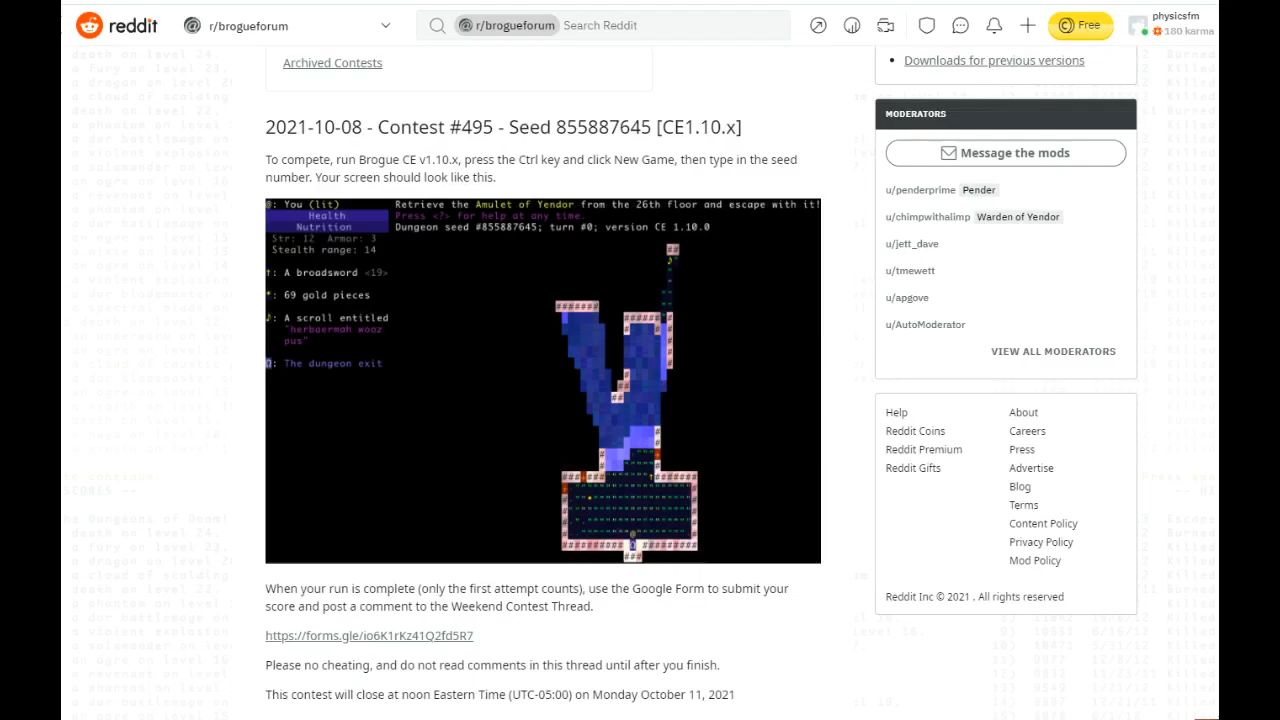 reddit
r/brogueforum
r/brogueforum Search Reddit
Free
physicsfm
180 karma
Archived Contests
2021-10-08 - Contest #495 - Seed 855887645 [CE1.10.x]
To compete, run Brogue CE v1.10.x, press the Ctrl key and click New Game, then type in the seed
number. Your screen should look like this.
@: You (lit)
Health
Nutrition
Str: 12 Armor: 3
Stealth range: 14
A broadsword <19>
*: 69 gold pieces
♪: A scroll entitled
"herbaermah wooz
pus"
Ω: The dungeon exit
Retrieve the Amulet of Yendor from the 26th floor and escape with it!
Press <?> for help at any time.
Dungeon seed #855887645; turn #0; version CE 1.10.0
When your run is complete (only the first attempt counts), use the Google Form to submit your
score and post a comment to the Weekend Contest Thread.
https://forms.gle/io6K1rKz41Q2fd5R7
Please no cheating, and do not read comments in this thread until after you finish.
This contest will close at noon Eastern Time (UTC-05:00) on Monday October 11, 2021
Downloads for previous versions
MODERATORS
Message the mods
u/penderprime Pender
u/chimpwithalimp Warden of Yendor
u/jett_dave
u/tmewett
u/apgove
u/AutoModerator
VIEW ALL MODERATORS
Help
Reddit Coins
Reddit Premium
Reddit Gifts
About
Careers
Press
Advertise
Blog
Terms
Content Policy
Privacy Policy
Mod Policy
Reddit Inc © 2021 . All rights reserved